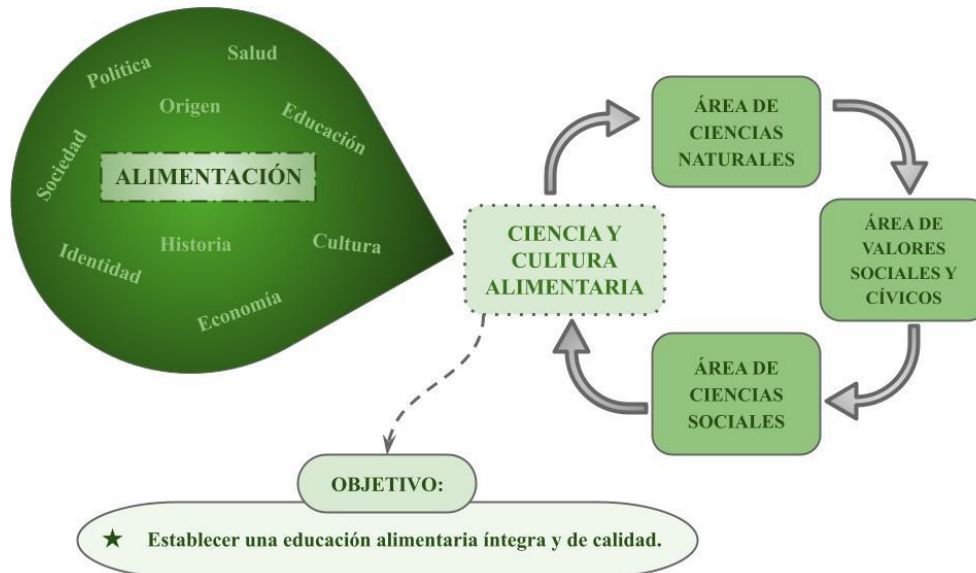 Salud
Política
Origen
Educación
Sociedad
ALIMENTACIÓN
Historia
Cultura
Identidad
Economía
CIENCIA Y
CULTURA
ALIMENTARIA
ÁREA DE
CIENCIAS
NATURALES
ÁREA DE
VALORES
SOCIALES Y
CÍVICOS
ÁREA DE
CIENCIAS
SOCIALES
OBJETIVO:
★ Establecer una educación alimentaria íntegra y de calidad.